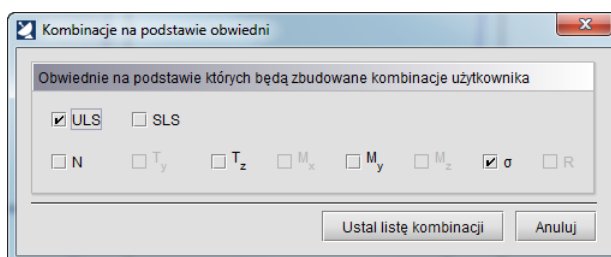 Kombinacje na podstawie obwiedni
Obwiednie na podstawie których będą zbudowane kombinacje użytkownika
ULS SLS
N Ty Tz Mx My Mz σ R
Ustal listę kombinacji Anuluj